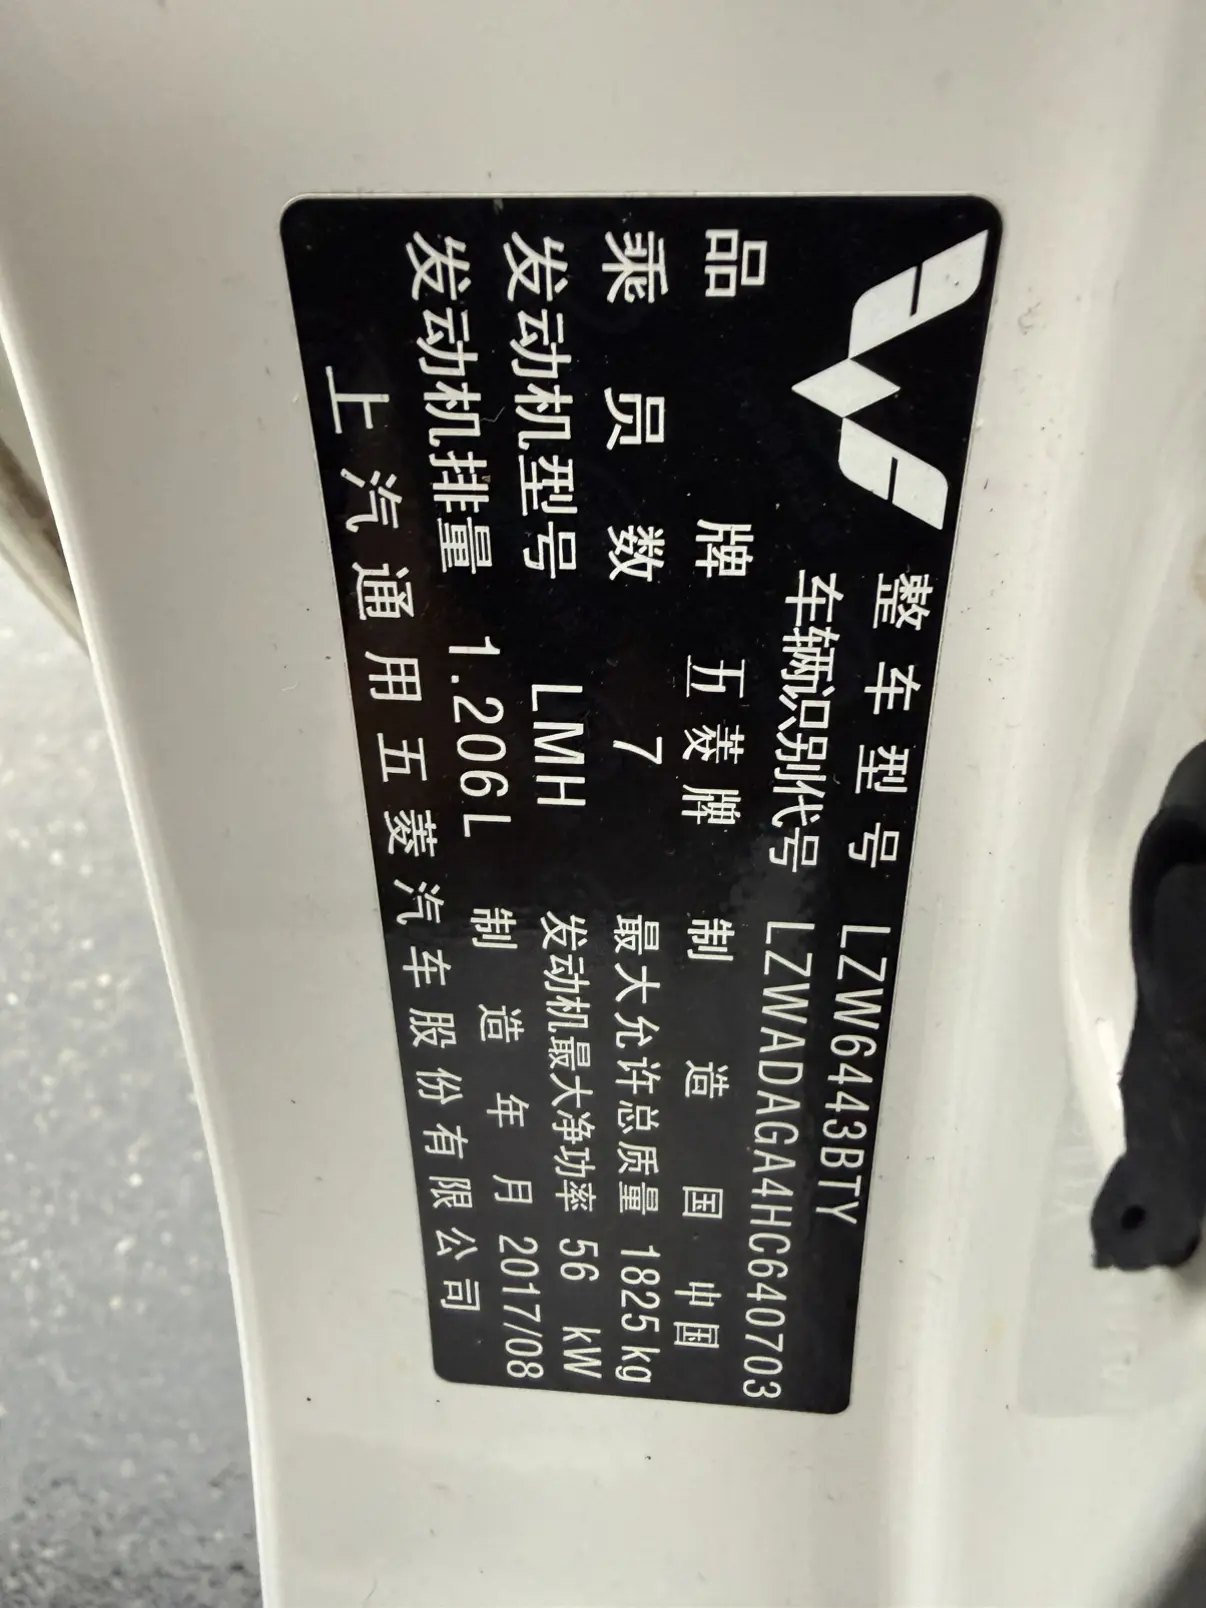 整车型号 LZW6443BTY
车辆识别代号 LZWADAGA4HC640703
品牌 五菱牌 制造国 中国
乘员数 7 最大允许总质量 1825kg
发动机型号 LMH 发动机最大净功率 56 kW
发动机排量 1.206L 制造年月 2017/08
上汽通用五菱汽车股份有限公司